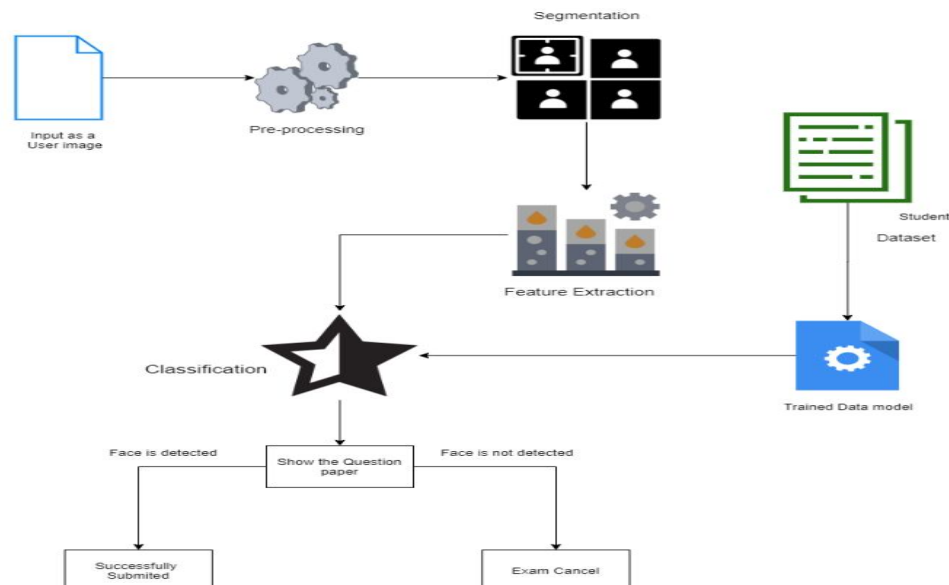 Segmentation
Input as a
User image
Pre-processing
Student
Dataset
Feature Extraction
Classification
Trained Data model
Face is detected
Show the Question
paper
Face is not detected
Successfully
Submited
Exam Cancel